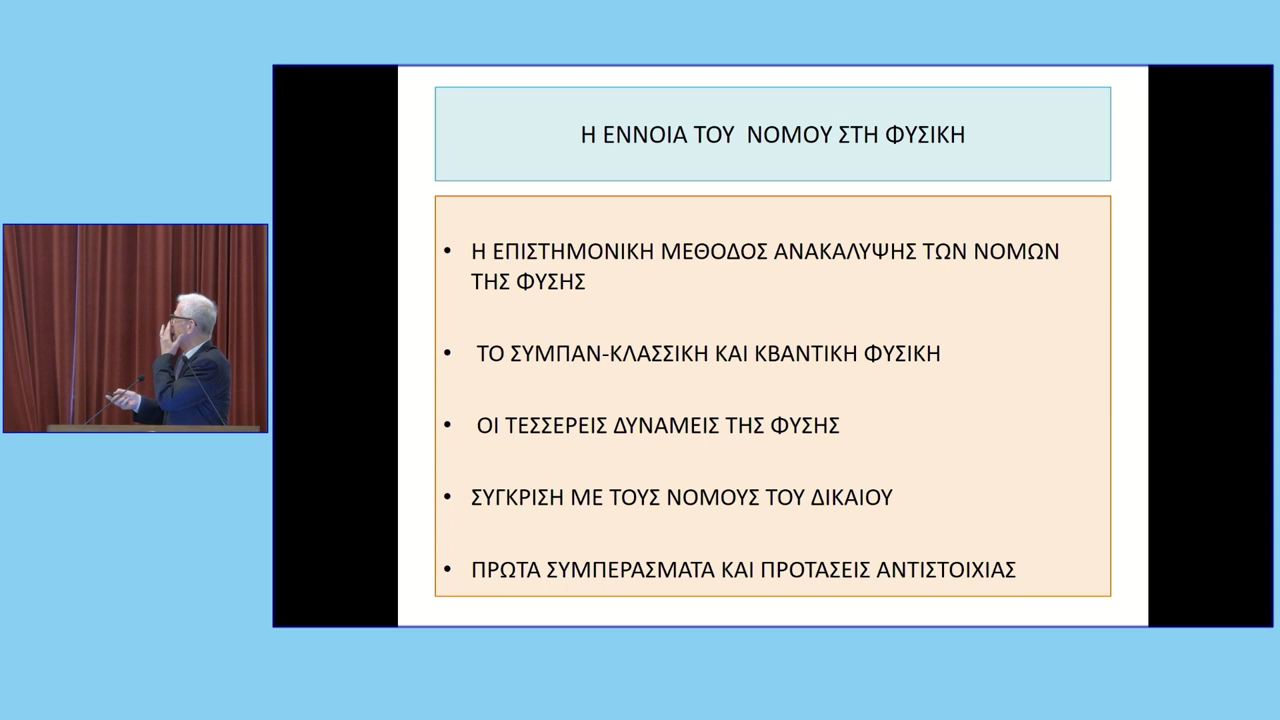 Η ΕΝΝΟΙΑ ΤΟΥ ΝΟΜΟΥ ΣΤΗ ΦΥΣΙΚΗ
• Η ΕΠΙΣΤΗΜΟΝΙΚΗ ΜΕΘΟΔΟΣ ΑΝΑΚΑΛΥΨΗΣ ΤΩΝ ΝΟΜΩΝ
ΤΗΣ ΦΥΣΗΣ
• ΤΟ ΣΥΜΠΑΝ-ΚΛΑΣΣΙΚΗ ΚΑΙ ΚΒΑΝΤΙΚΗ ΦΥΣΙΚΗ
• ΟΙ ΤΕΣΣΕΡΕΙΣ ΔΥΝΑΜΕΙΣ ΤΗΣ ΦΥΣΗΣ
• ΣΥΓΚΡΙΣΗ ΜΕ ΤΟΥΣ ΝΟΜΟΥΣ ΤΟΥ ΔΙΚΑΙΟΥ
• ΠΡΩΤΑ ΣΥΜΠΕΡΑΣΜΑΤΑ ΚΑΙ ΠΡΟΤΑΣΕΙΣ ΑΝΤΙΣΤΟΙΧΙΑΣ